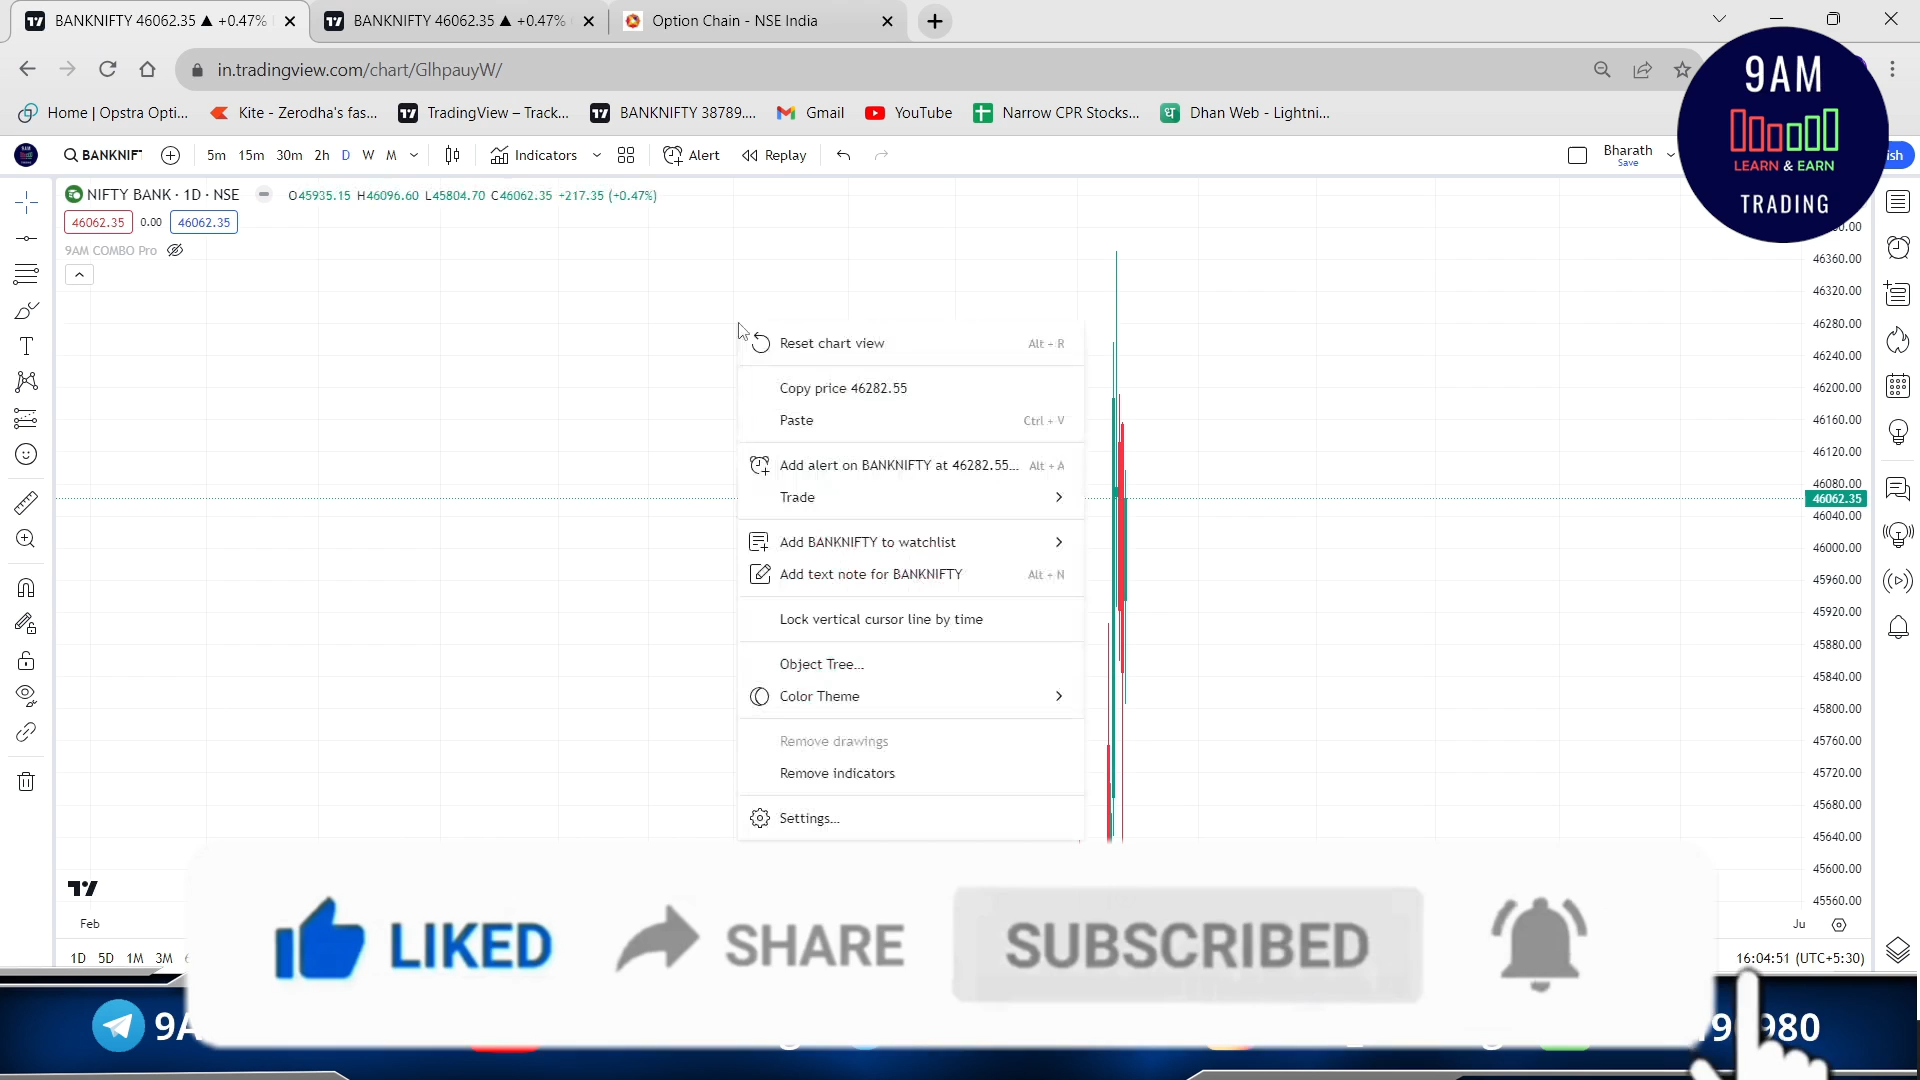 BANKNIFTY 46062.35 ▲ +0.47%
BANKNIFTY 46062.35 ▲ +0.47%
Option Chain - NSE India
in.tradingview.com/chart/GlhpauyW/
Home | Opstra Opti...
Kite - Zerodha's fas...
TradingView – Track...
BANKNIFTY 38789....
Gmail
YouTube
Narrow CPR Stocks...
Dhan Web - Lightni...
9AM
LEARN & EARN
TRADING
BANKNIF
5m 15m 30m 2h D W M
Indicators
Alert
Replay
Bharath
Save
ish
NIFTY BANK · 1D · NSE
O45935.15 H46096.60 L45804.70 C46062.35 +217.35 (+0.47%)
46062.35 0.00 46062.35
9AM COMBO Pro
Reset chart view Alt + R
Copy price 46282.55
Paste Ctrl + V
Add alert on BANKNIFTY at 46282.55... Alt + A
Trade
Add BANKNIFTY to watchlist
Add text note for BANKNIFTY Alt + N
Lock vertical cursor line by time
Object Tree...
Color Theme
Remove drawings
Remove indicators
Settings...
46360.00
46320.00
46280.00
46240.00
46200.00
46160.00
46120.00
46080.00
46062.35
46040.00
46000.00
45960.00
45920.00
45880.00
45840.00
45800.00
45760.00
45720.00
45680.00
45640.00
45600.00
45560.00
Feb
Ju
1D 5D 1M 3M
16:04:51 (UTC+5:30)
LIKED
SHARE
SUBSCRIBED
9A
980